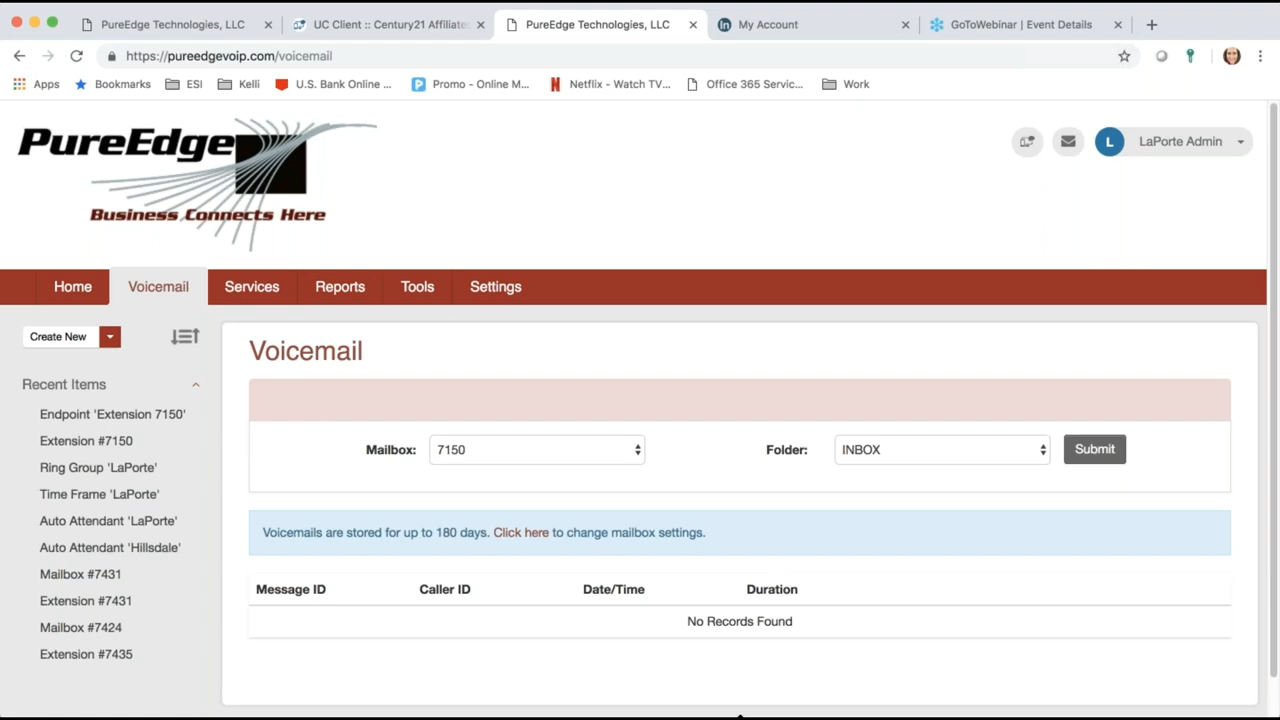 PureEdge Technologies, LLC
UC Client :: Century21 Affiliate
PureEdge Technologies, LLC
My Account
GoToWebinar | Event Details
https://pureedgevoip.com/voicemail
Apps
Bookmarks
ESI
Kelli
U.S. Bank Online ...
Promo - Online M...
Netflix - Watch TV...
Office 365 Servic...
Work
PureEdge
Business Connects Here
L
LaPorte Admin
Home
Voicemail
Services
Reports
Tools
Settings
Create New
Recent Items
Endpoint 'Extension 7150'
Extension #7150
Ring Group 'LaPorte'
Time Frame 'LaPorte'
Auto Attendant 'LaPorte'
Auto Attendant 'Hillsdale'
Mailbox #7431
Extension #7431
Mailbox #7424
Extension #7435
Voicemail
Mailbox: 7150
Folder: INBOX
Submit
Voicemails are stored for up to 180 days. Click here to change mailbox settings.
Message ID Caller ID Date/Time Duration
No Records Found